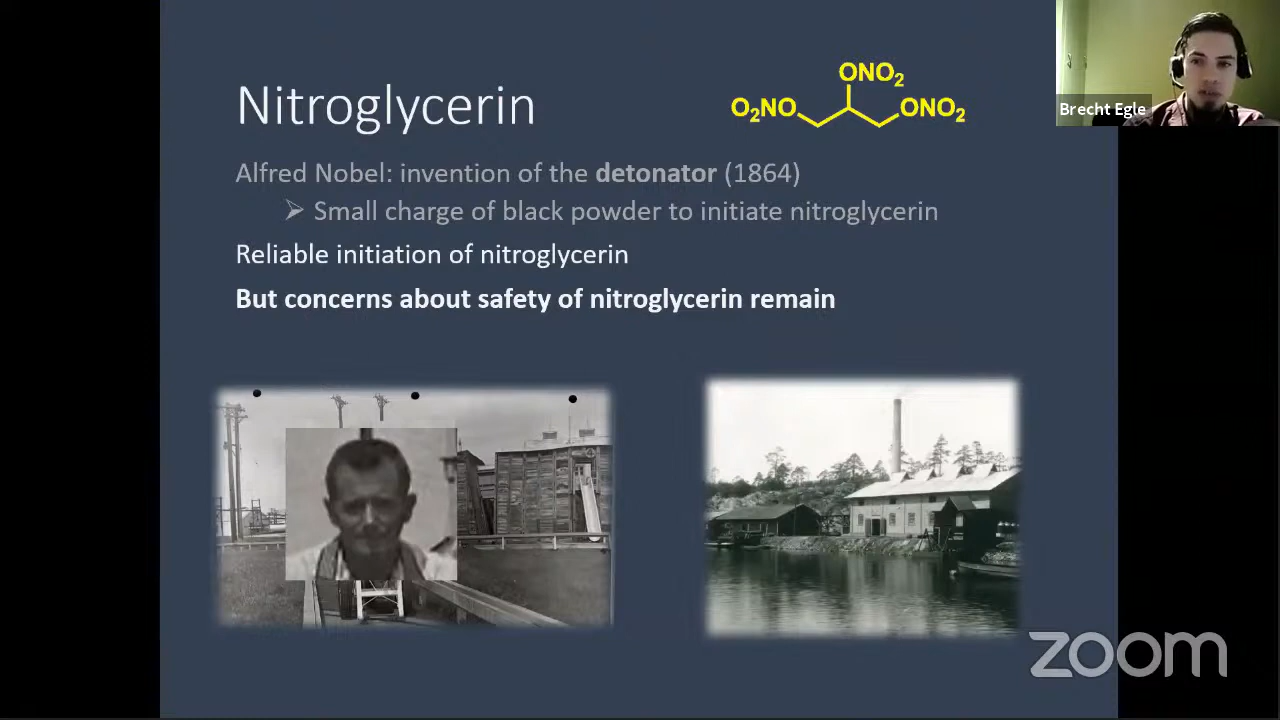 Nitroglycerin
ONO2
O2NO
ONO2
Brecht Egle
Alfred Nobel: invention of the detonator (1864)
Small charge of black powder to initiate nitroglycerin
Reliable initiation of nitroglycerin
But concerns about safety of nitroglycerin remain
zoom